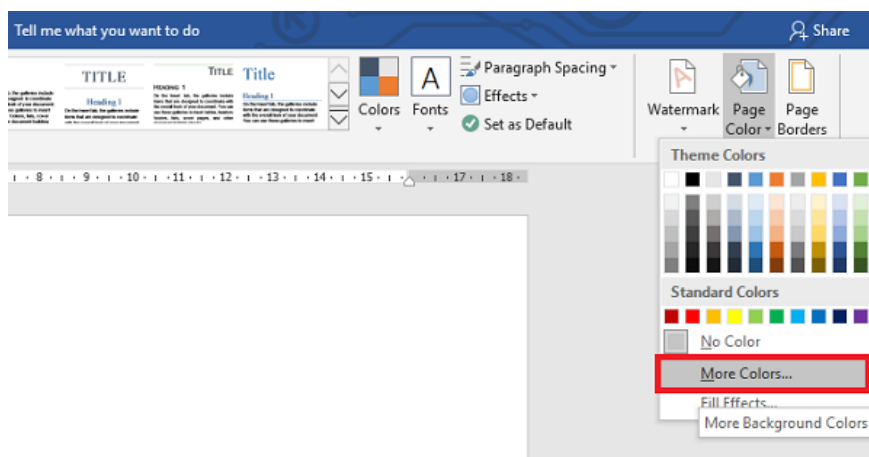 Tell me what you want to do
Share
TITLE
Heading 1
TITLE
HEADING 1
Title
Heading 1
Colors
Fonts
Paragraph Spacing
Effects
Set as Default
Watermark
Page Color
Page Borders
Theme Colors
8 9 10 11 12 13 14 15 17 18
Standard Colors
No Color
More Colors...
Fill Effects...
More Background Colors